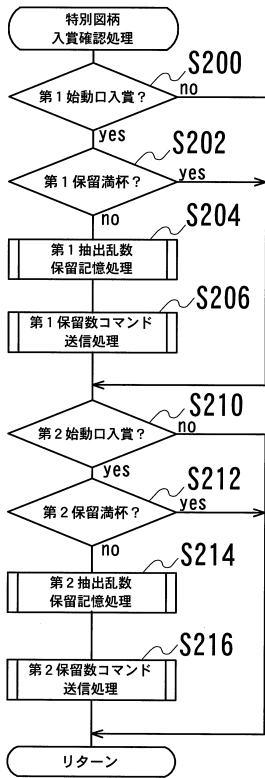 特別図柄
入賞確認処理
S200
第1始動口入賞?
no
yes
S202
第1保留満杯?
yes
no
S204
第1抽出乱数
保留記憶処理
S206
第1保留数コマンド
送信処理
S210
第2始動口入賞?
no
yes
S212
第2保留満杯?
yes
no
S214
第2抽出乱数
保留記憶処理
S216
第2保留数コマンド
送信処理
リターン